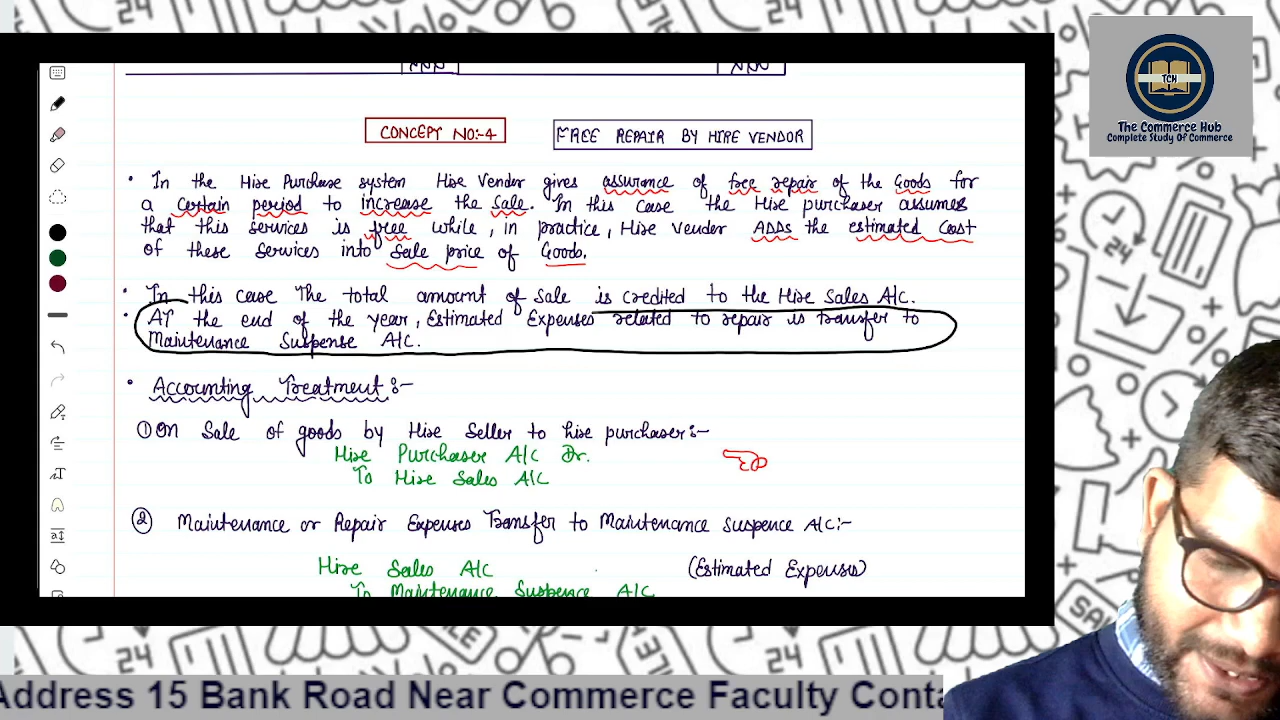 CONCEPT NO:-4
FREE REPAIR BY HIRE VENDOR
TCH
The Commerce Hub
Complete Study Of Commerce
• In the Hire Purchase system Hire Vendor gives assurance of free repair of the Goods for
a certain period to increase the Sale. In this case the Hire purchaser assumes
that this services is free while, in practice, Hire Vendor ADDs the estimated cost
of these services into Sale price of Goods.
• In this case The total amount of Sale is credited to the Hire Sales A/C.
• AT the end of the year, Estimated Expenses related to repair is transfer to
Maintenance Suspense A/C.
• Accounting Treatment:-
① On Sale of goods by Hire Seller to hire purchaser:-
Hire Purchaser A/C Dr.
To Hire Sales A/C
② Maintenance or Repair Expenses Transfer to Maintenance Suspence A/C:-
Hire Sales A/C (Estimated Expenses)
To Maintenance Suspence A/C
Address 15 Bank Road Near Commerce Faculty Conta